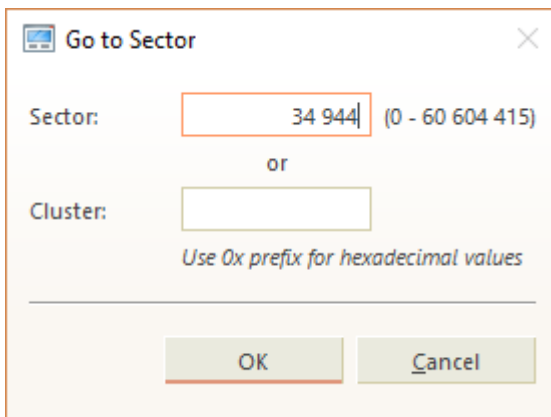 Go to Sector
Sector: 34 944 (0 - 60 604 415)
or
Cluster:
Use 0x prefix for hexadecimal values
OK Cancel